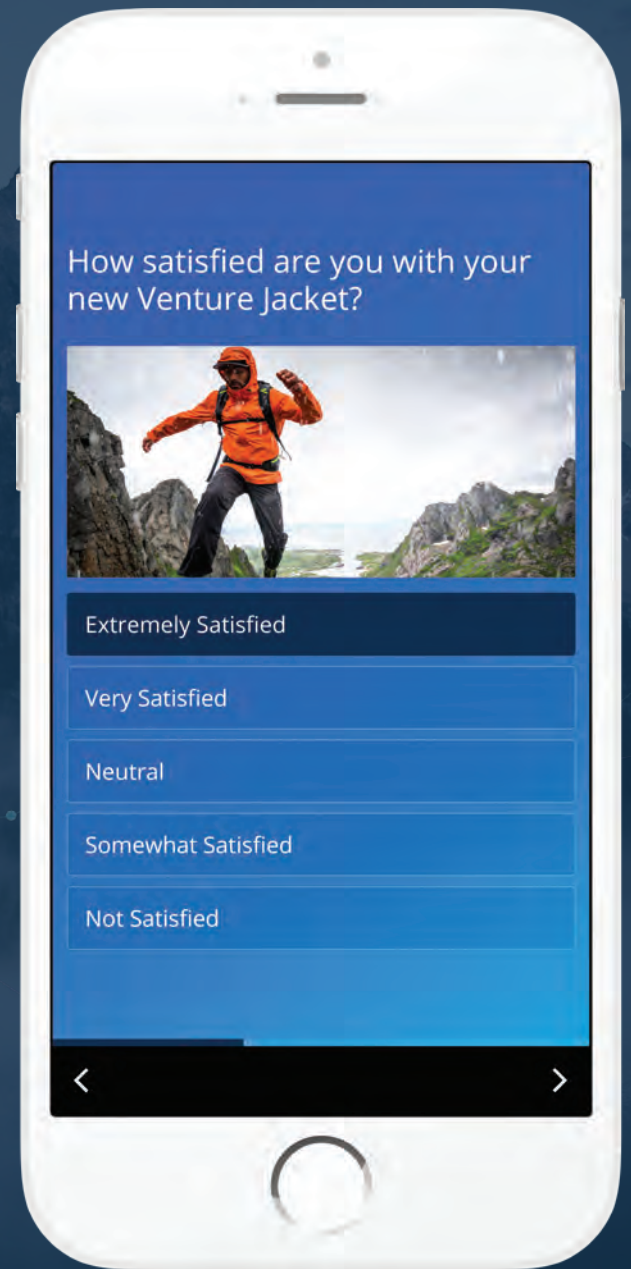 How satisfied are you with your
new Venture Jacket?
Extremely Satisfied
Very Satisfied
Neutral
Somewhat Satisfied
Not Satisfied